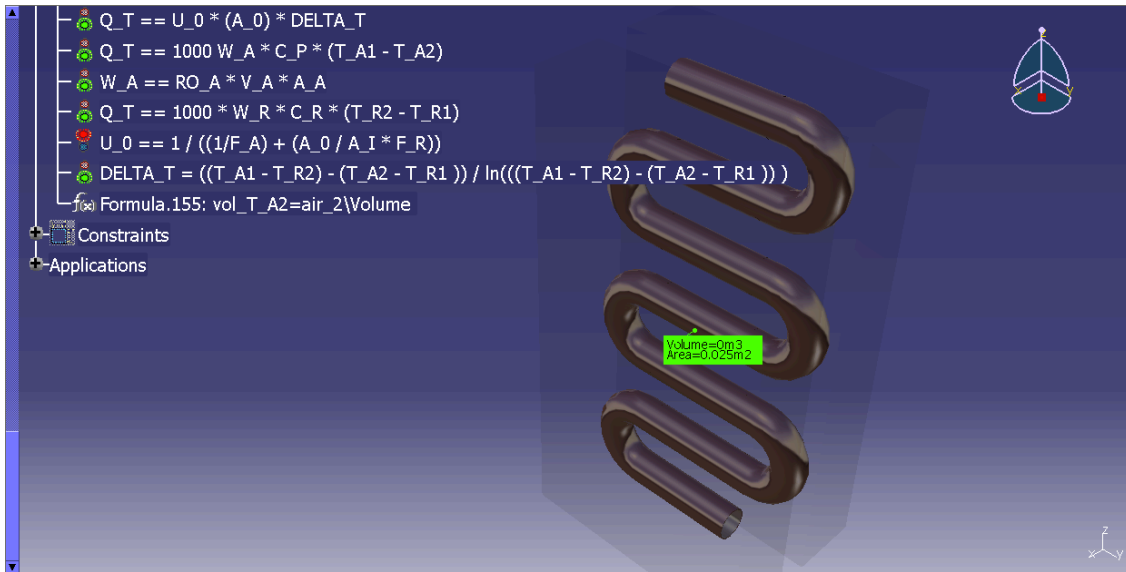 Q_T == U_0 * (A_0) * DELTA_T
Q_T == 1000 W_A * C_P * (T_A1 - T_A2)
W_A == RO_A * V_A * A_A
Q_T == 1000 * W_R * C_R * (T_R2 - T_R1)
U_0 == 1 / ((1/F_A) + (A_0 / A_I * F_R))
DELTA_T = ((T_A1 - T_R2) - (T_A2 - T_R1 )) / ln(((T_A1 - T_R2) - (T_A2 - T_R1 ))) )
f(x) Formula.155: vol_T_A2=air_2\Volume
Constraints
Applications
Volume=0m3
Area=0.025m2
z
x y